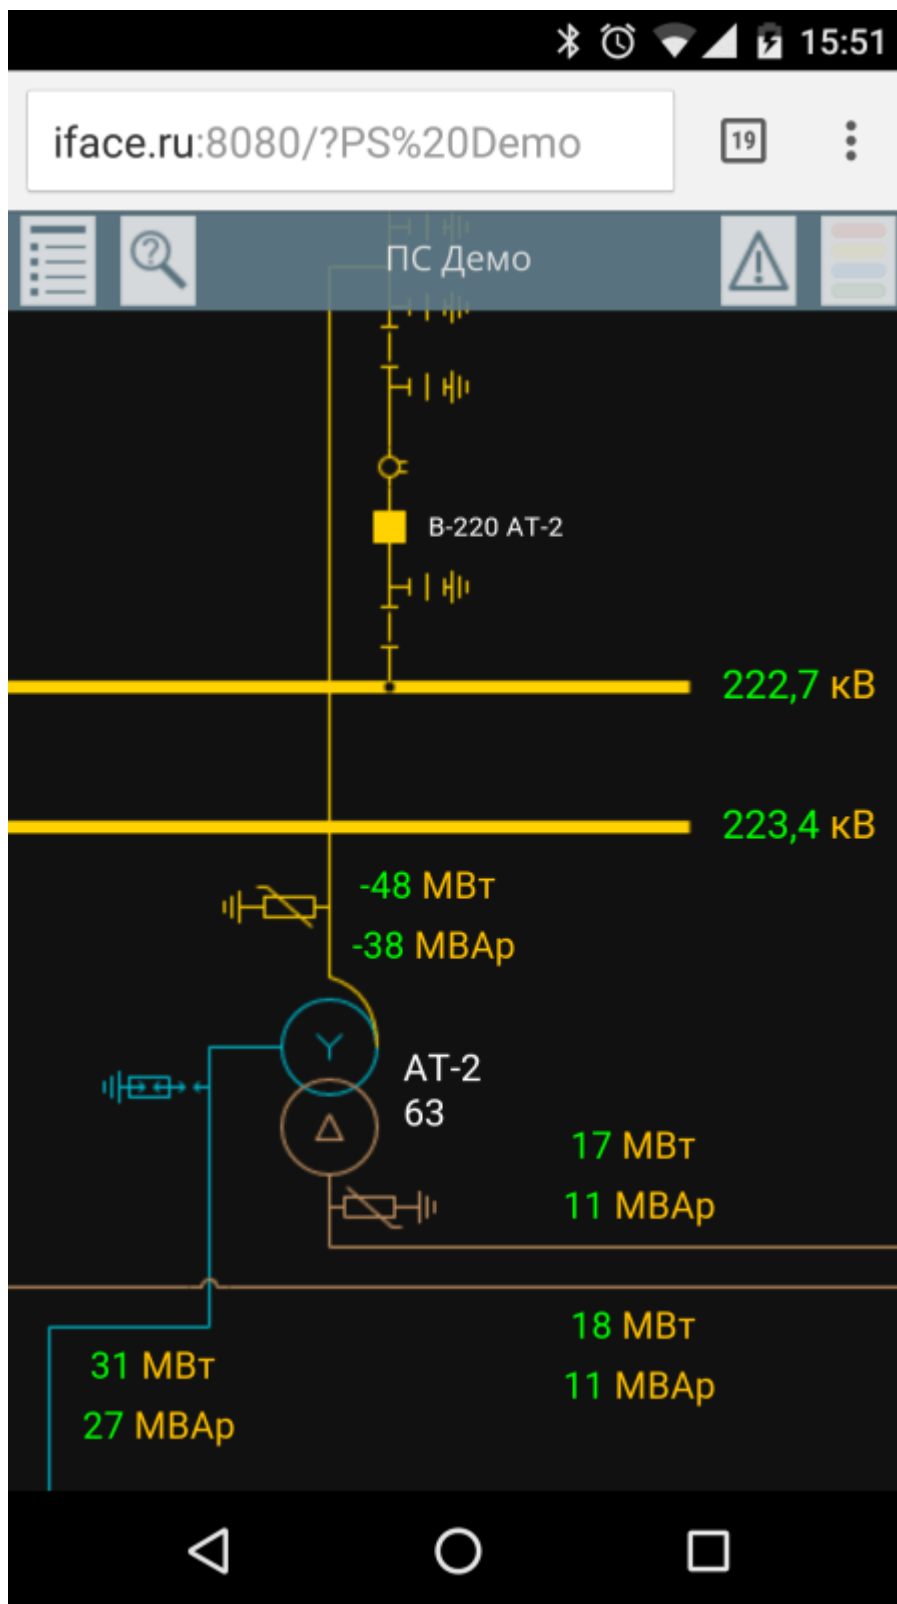 15:51
iface.ru:8080/?PS%20Demo
19
ПС Демо
В-220 АТ-2
222,7 кВ
223,4 кВ
-48 МВт
-38 МВАр
АТ-2
63
17 МВт
11 МВАр
18 МВт
11 МВАр
31 МВт
27 МВАр